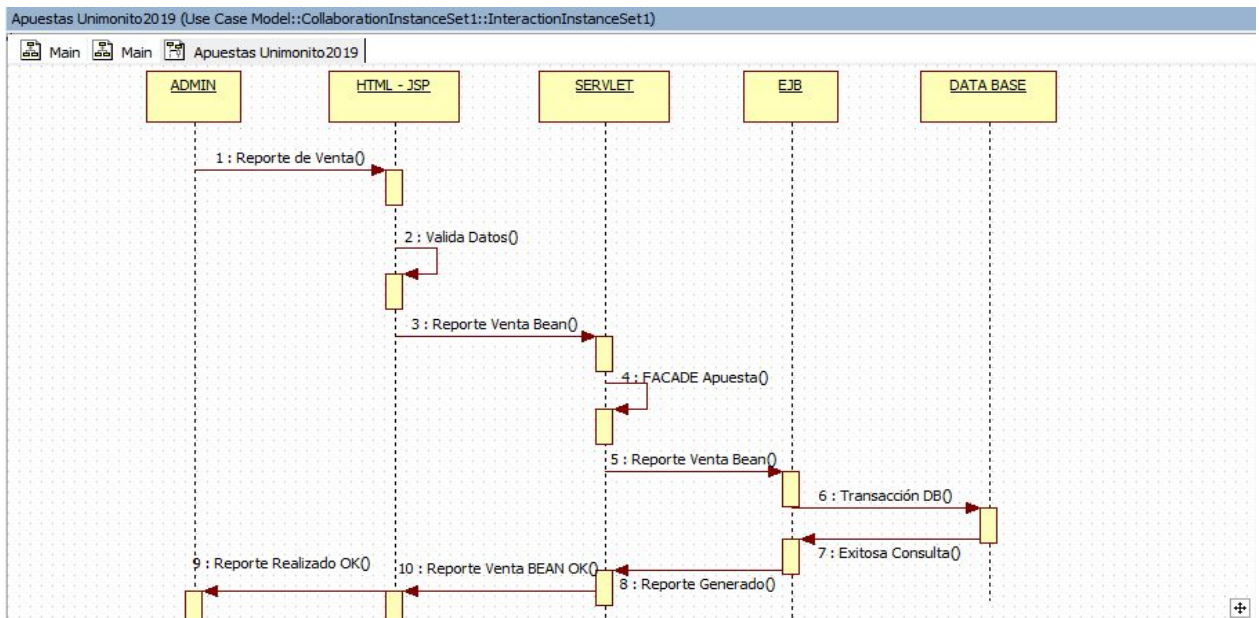 Apuestas Unimonito2019 (Use Case Model::CollaborationInstanceSet1::InteractionInstanceSet1)
Main Main Apuestas Unimonito2019
ADMIN HTML - JSP SERVLET EJB DATA BASE
1 : Reporte de Venta()
2 : Valida Datos()
3 : Reporte Venta Bean()
4 : FACADE Apuesta()
5 : Reporte Venta Bean()
6 : Transacción DB()
7 : Exitosa Consulta()
9 : Reporte Realizado OK() 10 : Reporte Venta BEAN OK()
8 : Reporte Generado()